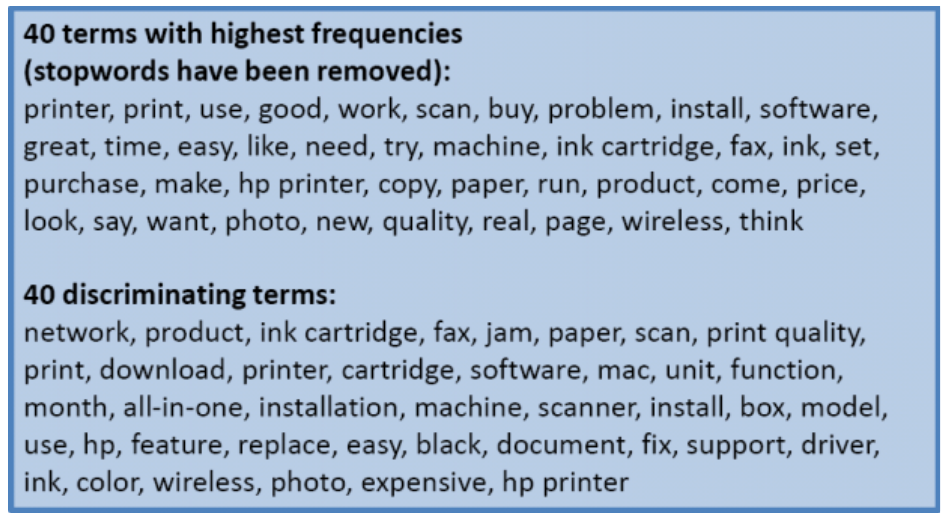 40 terms with highest frequencies
(stopwords have been removed):
printer, print, use, good, work, scan, buy, problem, install, software,
great, time, easy, like, need, try, machine, ink cartridge, fax, ink, set,
purchase, make, hp printer, copy, paper, run, product, come, price,
look, say, want, photo, new, quality, real, page, wireless, think
40 discriminating terms:
network, product, ink cartridge, fax, jam, paper, scan, print quality,
print, download, printer, cartridge, software, mac, unit, function,
month, all-in-one, installation, machine, scanner, install, box, model,
use, hp, feature, replace, easy, black, document, fix, support, driver,
ink, color, wireless, photo, expensive, hp printer